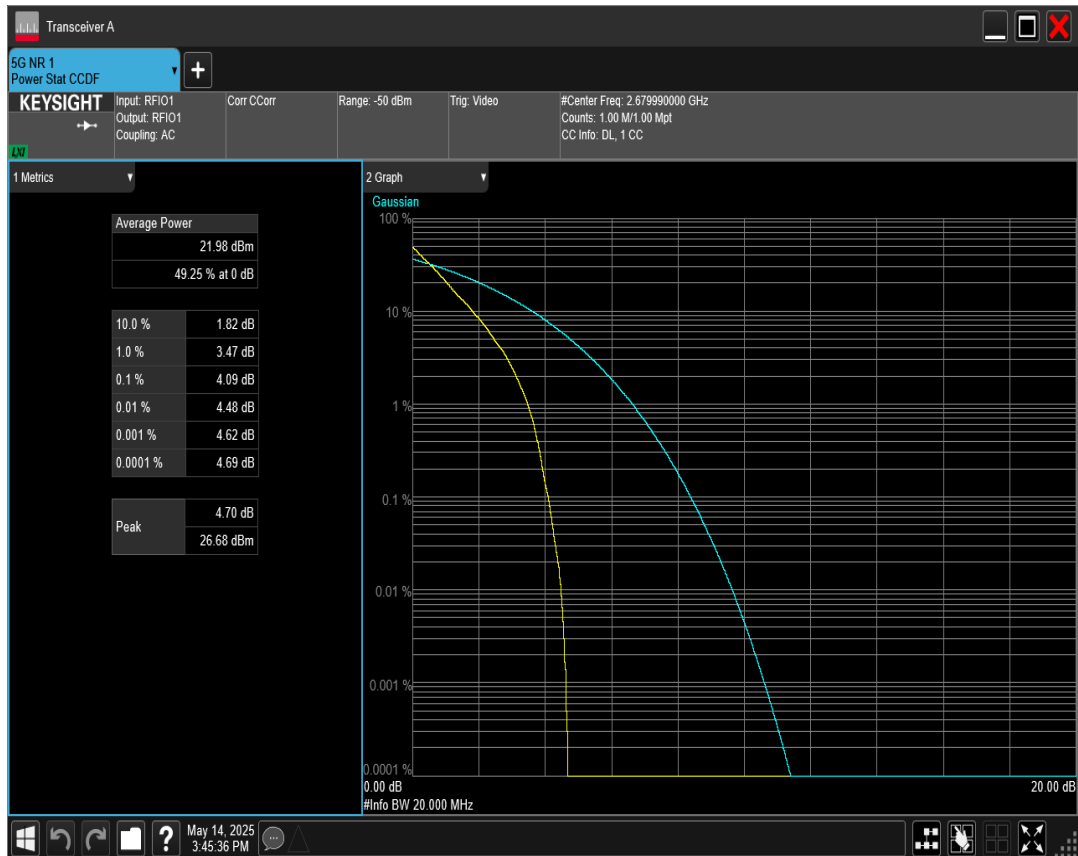 Transceiver A
5G NR 1
Power Stat CCDF
+
KEYSIGHT
LXI
Input: RFIO1
Output: RFIO1
Coupling: AC
Corr CCorr
Range: -50 dBm
Trig: Video
#Center Freq: 2.679990000 GHz
Counts: 1.00 M/1.00 Mpt
CC Info: DL, 1 CC
1 Metrics
Average Power
21.98 dBm
49.25 % at 0 dB
10.0 % 1.82 dB
1.0 % 3.47 dB
0.1 % 4.09 dB
0.01 % 4.48 dB
0.001 % 4.62 dB
0.0001 % 4.69 dB
Peak 4.70 dB
26.68 dBm
2 Graph
Gaussian
100 %
10 %
1 %
0.1 %
0.01 %
0.001 %
0.0001 %
0.00 dB 20.00 dB
#Info BW 20.000 MHz
?
May 14, 2025
3:45:36 PM